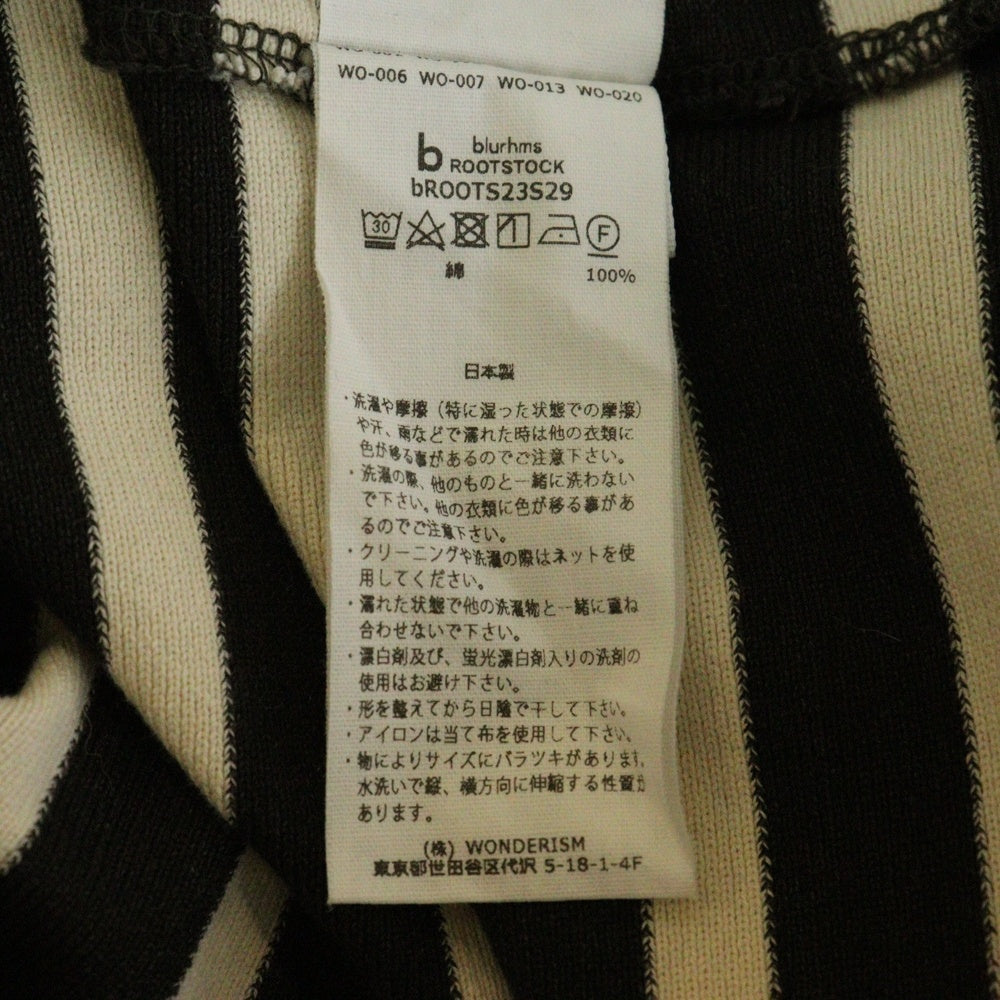 WO-006 WO-007 WO-013 WO-020
b blurhms
ROOTSTOCK
bROOTS23S29
30 F
綿 100%
日本製
・洗濯や摩擦（特に湿った状態での摩擦）
や汗、雨などで濡れた時は他の衣類に
色が移る事があるのでご注意下さい。
・洗濯の際、他のものと一緒に洗わない
で下さい。他の衣類に色が移る事があ
るのでご注意下さい。
・クリーニングや洗濯の際はネットを使
用してください。
・濡れた状態で他の洗濯物と一緒に重ね
合わせないで下さい。
・漂白剤及び、蛍光漂白剤入りの洗剤の
使用はお避け下さい。
・形を整えてから日陰で干して下さい。
・アイロンは当て布を使用して下さい。
・物によりサイズにバラツキがあります。
水洗いで縦、横方向に伸縮する性質が
あります。
(株) WONDERISM
東京都世田谷区代沢 5-18-1-4F